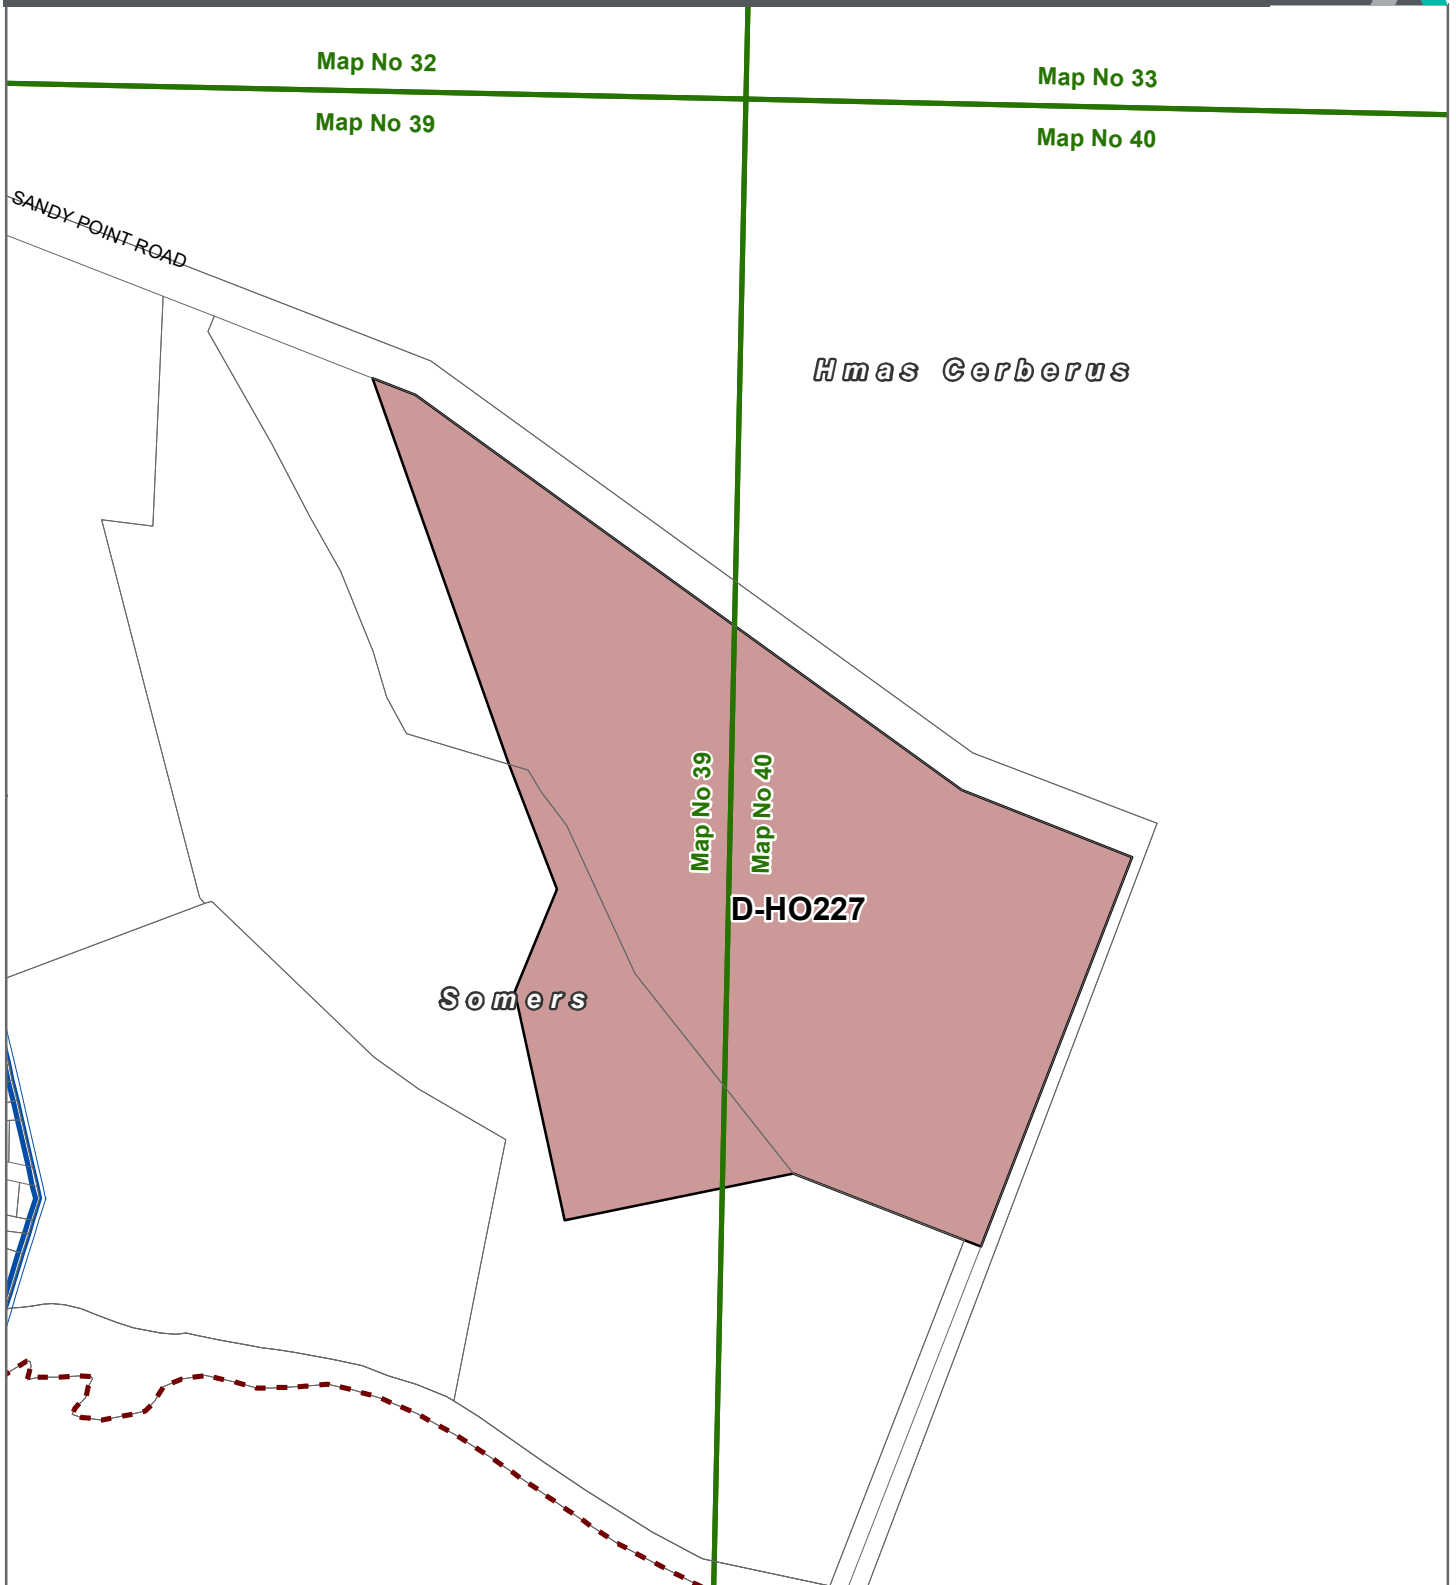 Map No 32
Map No 33
Map No 39
Map No 40
SANDY POINT ROAD
Hmas Cerberus
Map No 39
Map No 40
D-HO227
Somers